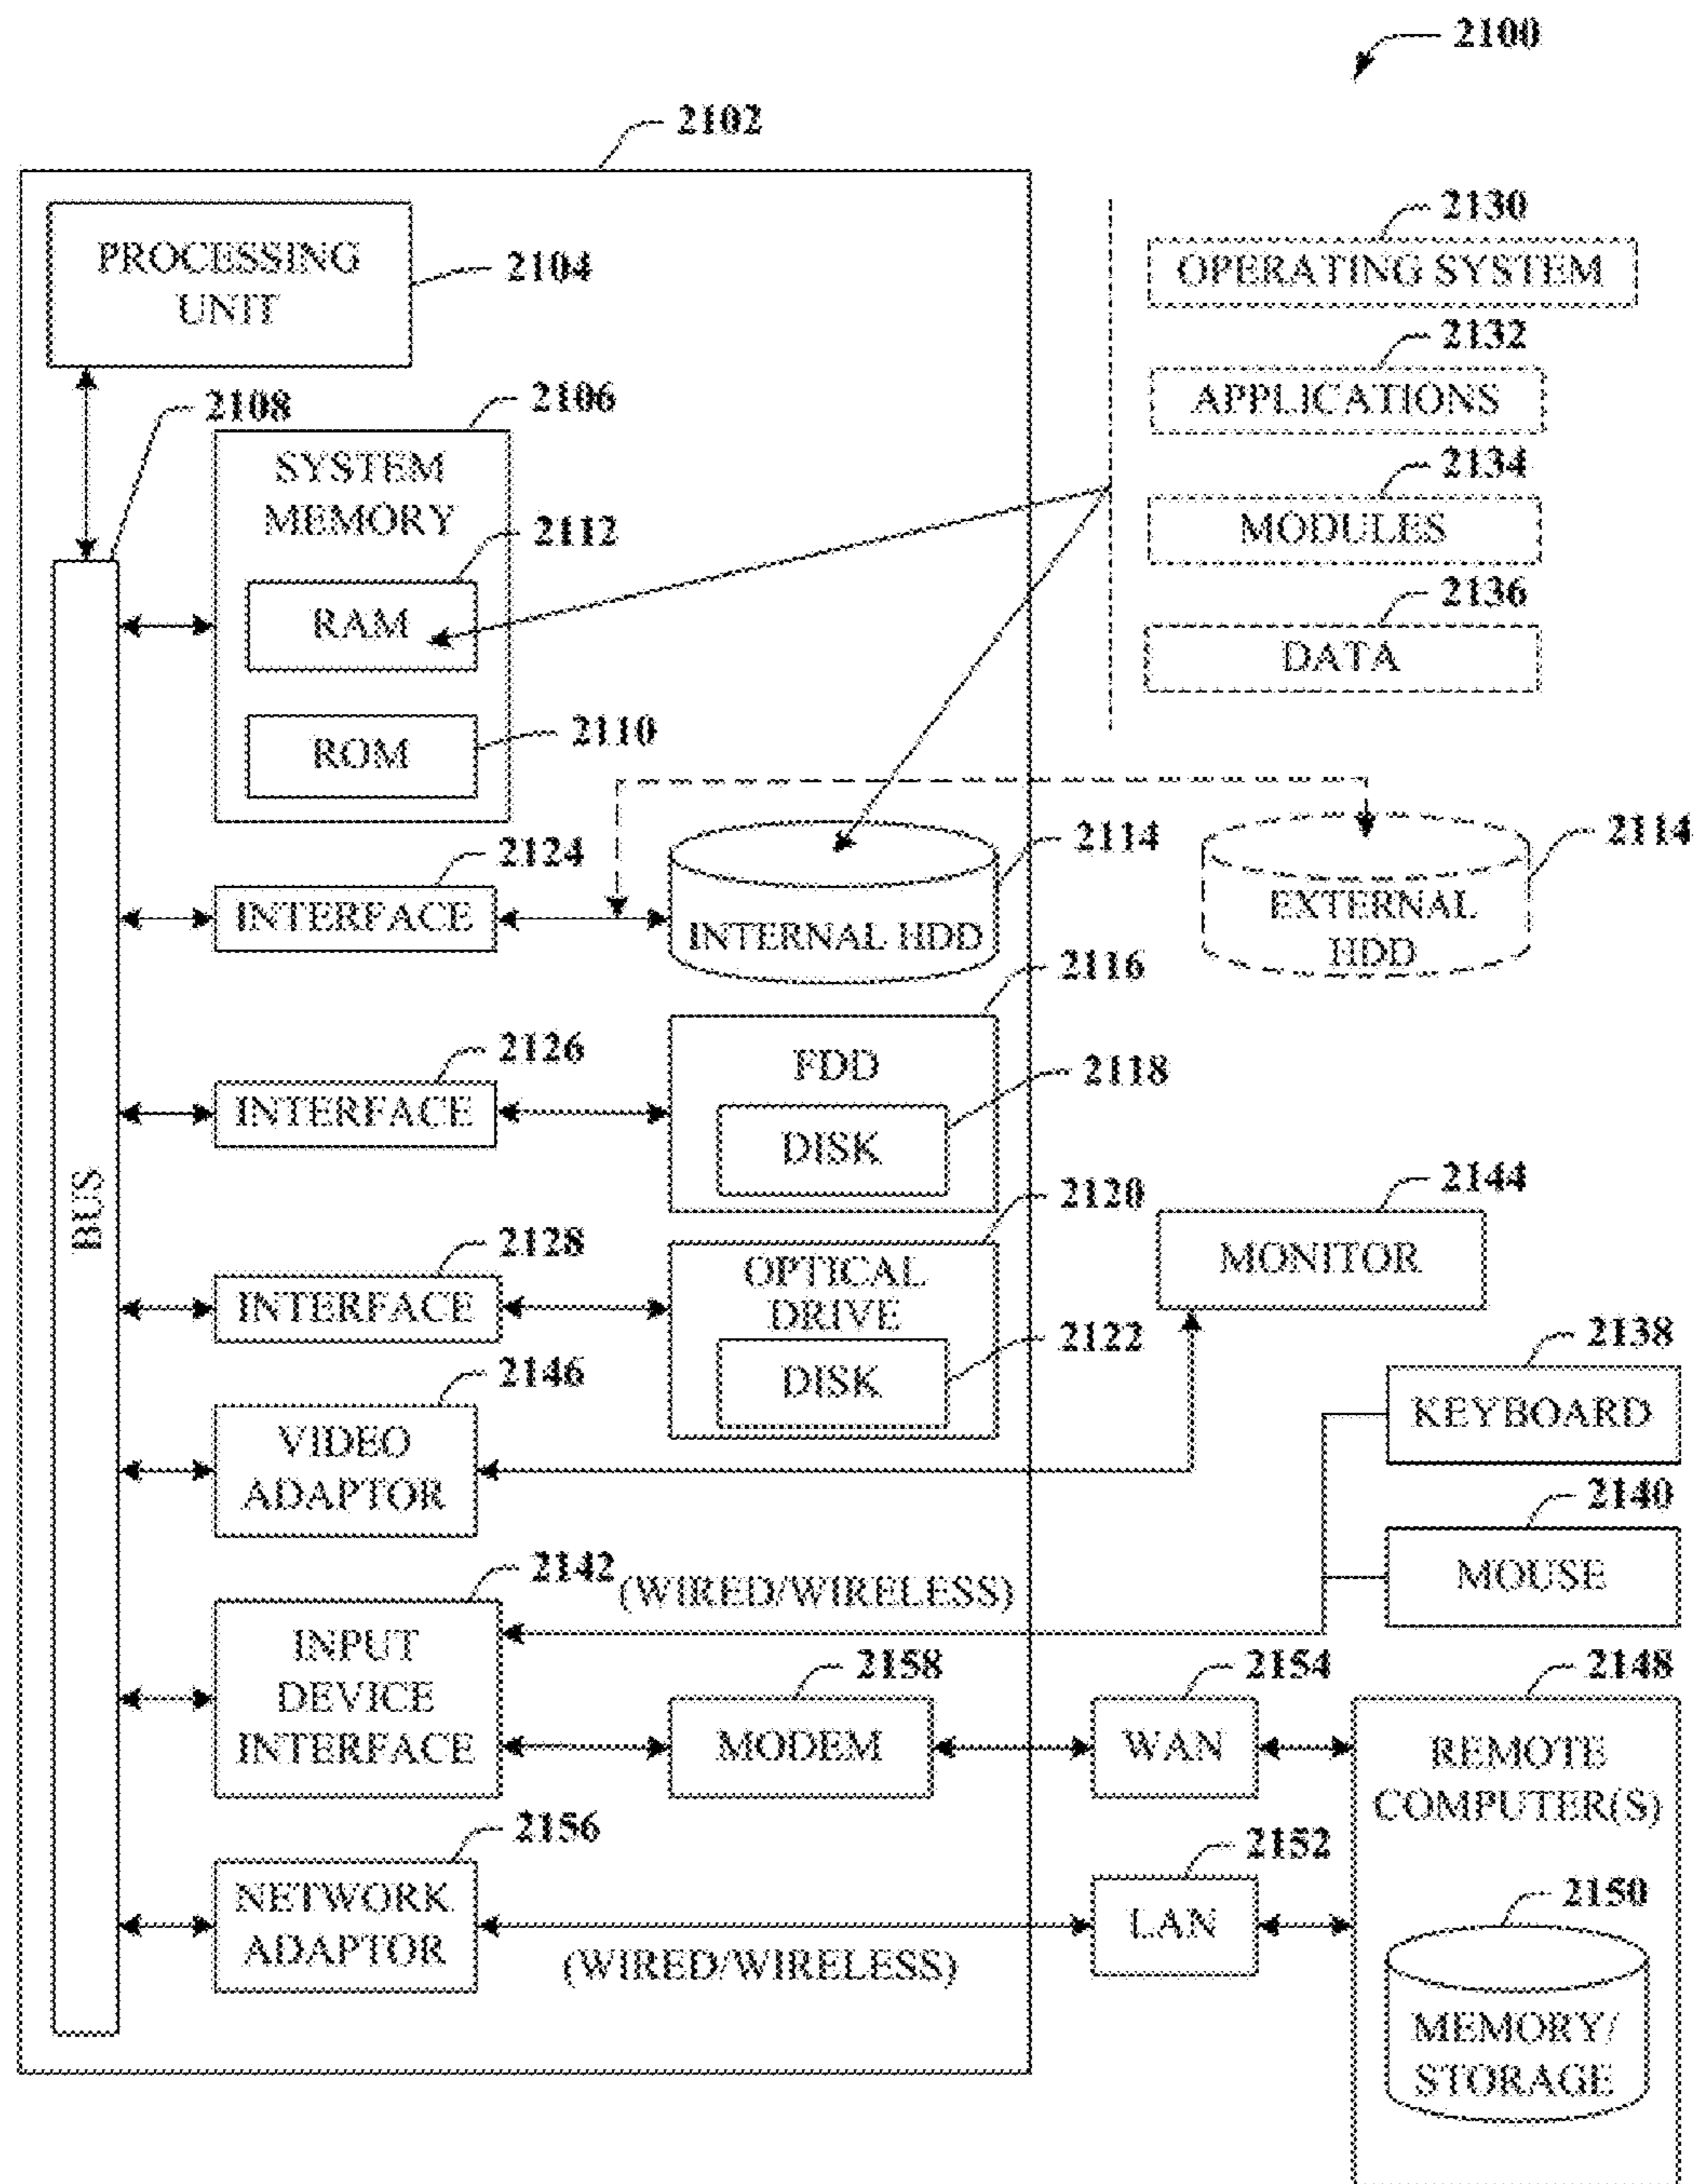 2100
2102
PROCESSING
UNIT
2104
2130
OPERATING SYSTEM
2132
APPLICATIONS
2134
MODULES
2136
DATA
2108
2106
SYSTEM
MEMORY
2112
RAM
2110
ROM
2124
INTERFACE
2114
INTERNAL HDD
2114
EXTERNAL
HDD
2116
2126
INTERFACE
FDD
2118
DISK
BUS
2120
2128
INTERFACE
OPTICAL
DRIVE
2122
DISK
2144
MONITOR
2138
KEYBOARD
2146
VIDEO
ADAPTOR
2140
MOUSE
2142
(WIRED/WIRELESS)
INPUT
DEVICE
INTERFACE
2158
MODEM
2154
WAN
2148
REMOTE
COMPUTER(S)
2156
NETWORK
ADAPTOR
(WIRED/WIRELESS)
2152
LAN
2150
MEMORY/
STORAGE